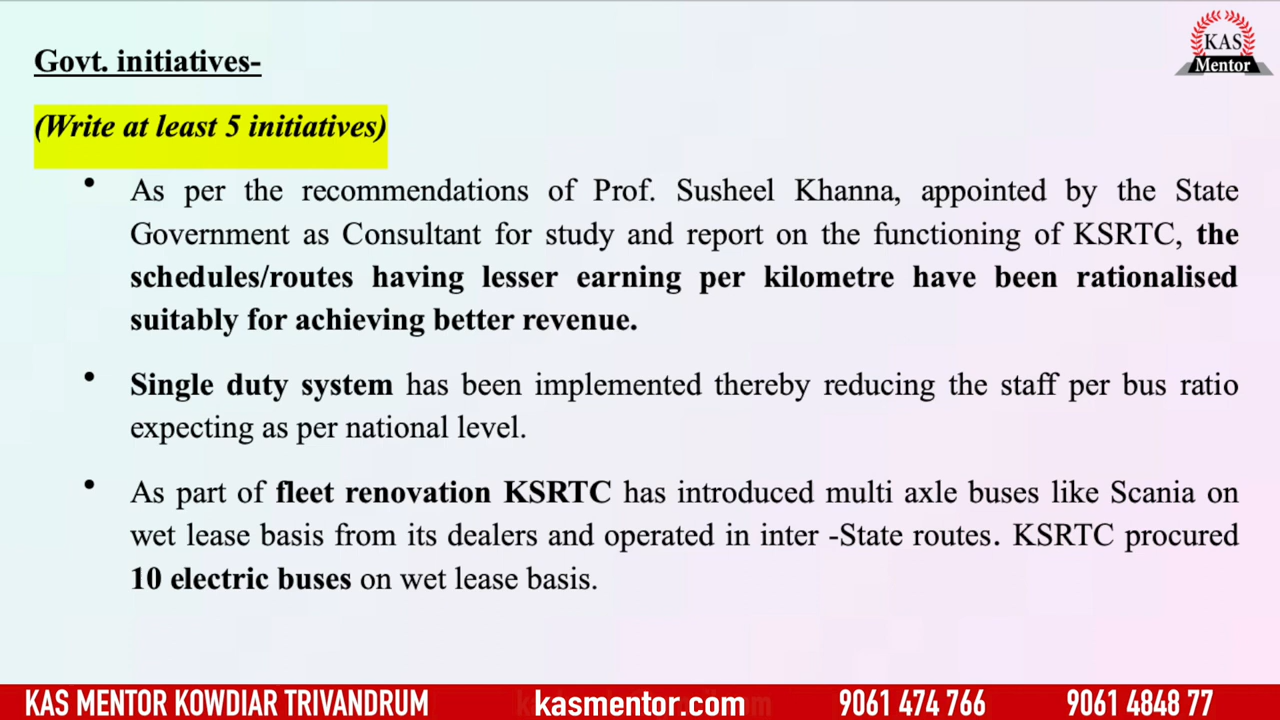 KAS
Mentor
Govt. initiatives-
(Write at least 5 initiatives)
• As per the recommendations of Prof. Susheel Khanna, appointed by the State
Government as Consultant for study and report on the functioning of KSRTC, the
schedules/routes having lesser earning per kilometre have been rationalised
suitably for achieving better revenue.
• Single duty system has been implemented thereby reducing the staff per bus ratio
expecting as per national level.
• As part of fleet renovation KSRTC has introduced multi axle buses like Scania on
wet lease basis from its dealers and operated in inter -State routes. KSRTC procured
10 electric buses on wet lease basis.
KAS MENTOR KOWDIAR TRIVANDRUM kasmentor.com 9061 474 766 9061 4848 77